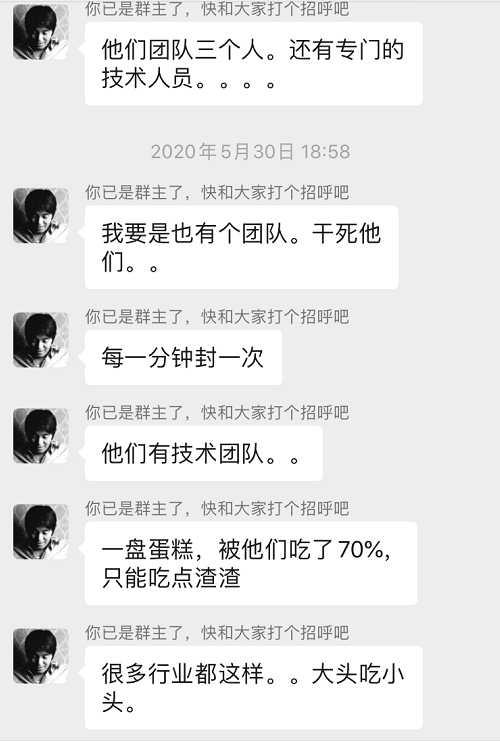 你已是群主了，快和大家打个招呼吧
他们团队三个人。还有专门的
技术人员。。。。
2020年5月30日 18:58
你已是群主了，快和大家打个招呼吧
我要是也有个团队。干死他
们。。
你已是群主了，快和大家打个招呼吧
每一分钟封一次
你已是群主了，快和大家打个招呼吧
他们有技术团队。。
你已是群主了，快和大家打个招呼吧
一盘蛋糕，被他们吃了70%,
只能吃点渣渣
你已是群主了，快和大家打个招呼吧
很多行业都这样。。大头吃小
头。